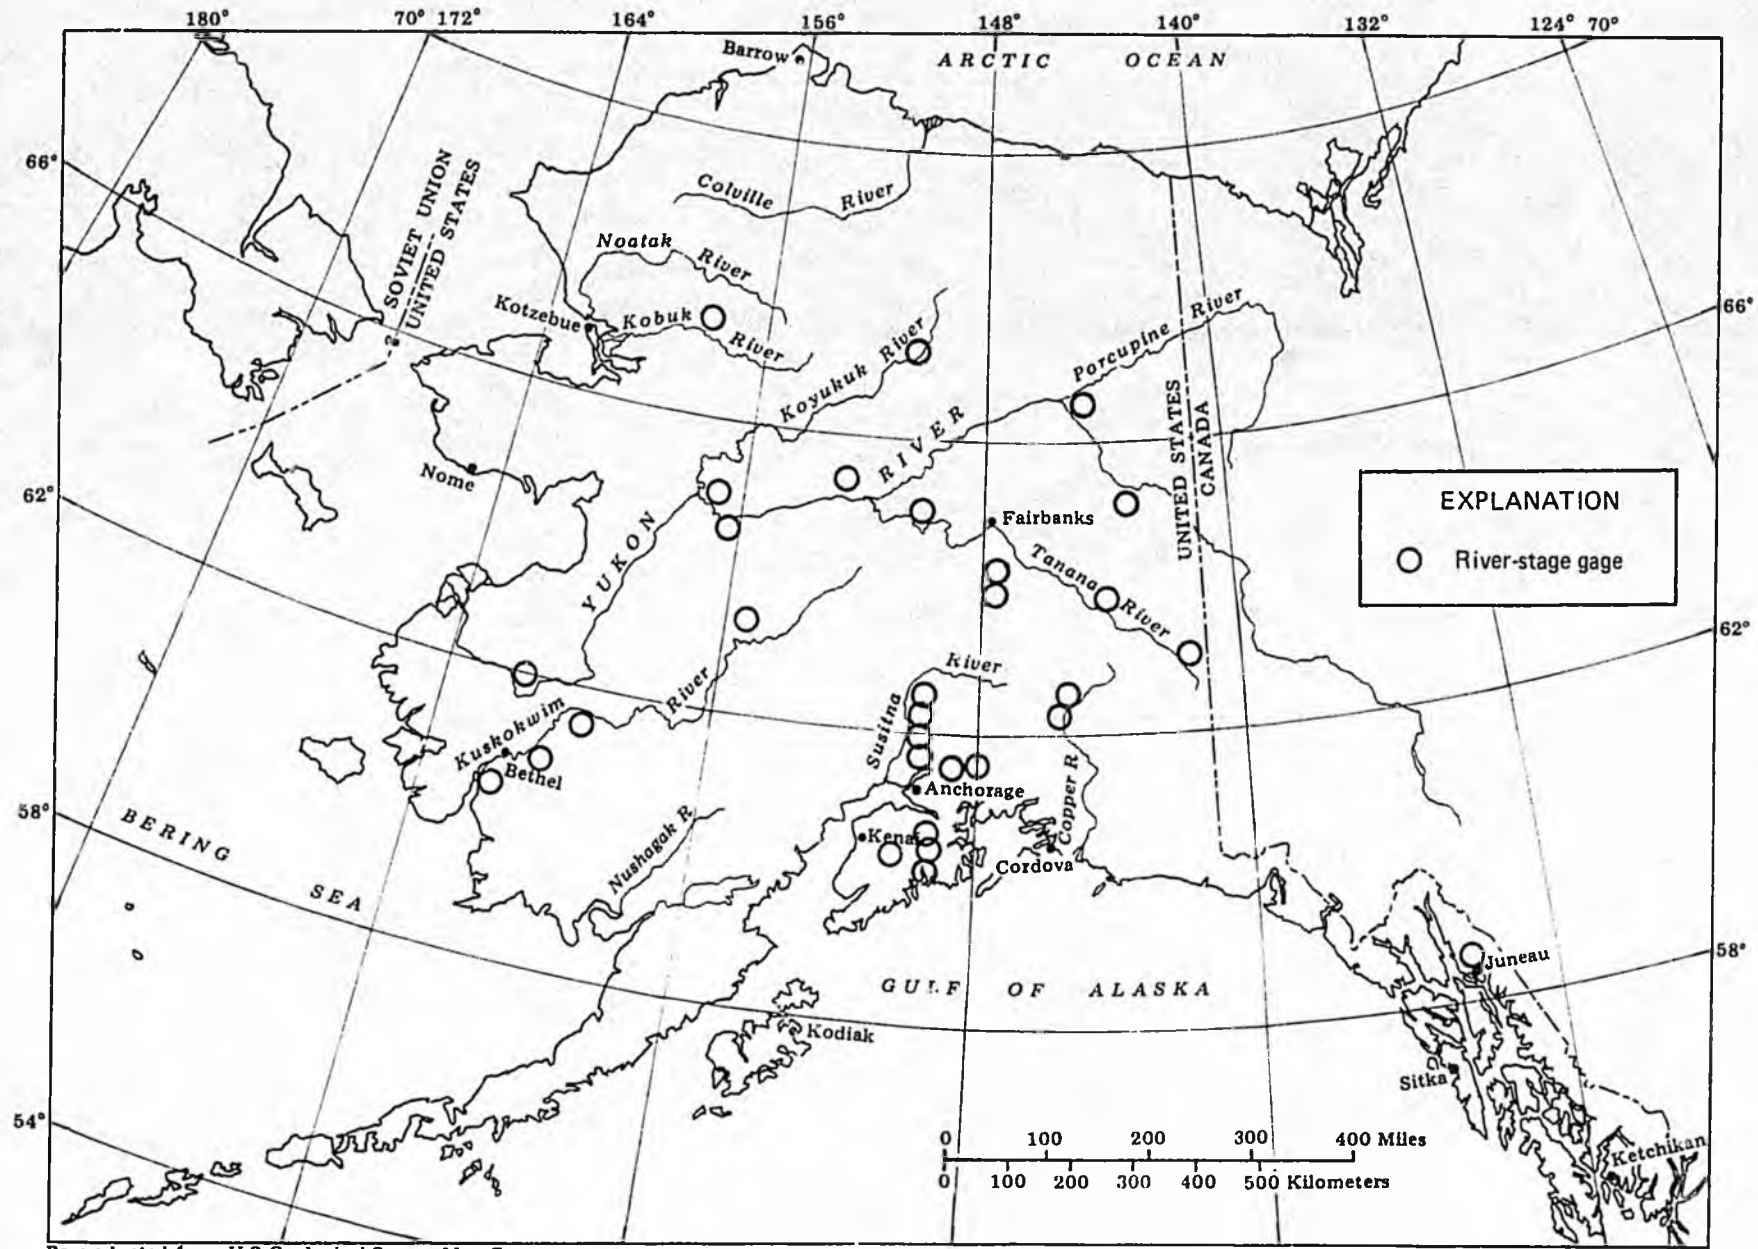 180° 70° 172° 164° 156° 148° 140° 132° 124° 70°
Barrow
ARCTIC OCEAN
66°
SOVIET UNION
UNITED STATES
Colville River
Noatak River
Kotzebue
Kobuk River
Koyukuk River
Porcupine River
66°
UNITED STATES
CANADA
Nome
YUKON RIVER
Fairbanks
EXPLANATION
River-stage gage
62°
Tanana River
62°
Susitna River
Kuskokwim River
Bethel
Anchorage
Copper R
58°
BERING SEA
Kenai
Cordova
Nushagak R
58°
Juneau
GULF OF ALASKA
Kodiak
Sitka
54°
0 100 200 300 400 Miles
0 100 200 300 400 500 Kilometers
Ketchikan